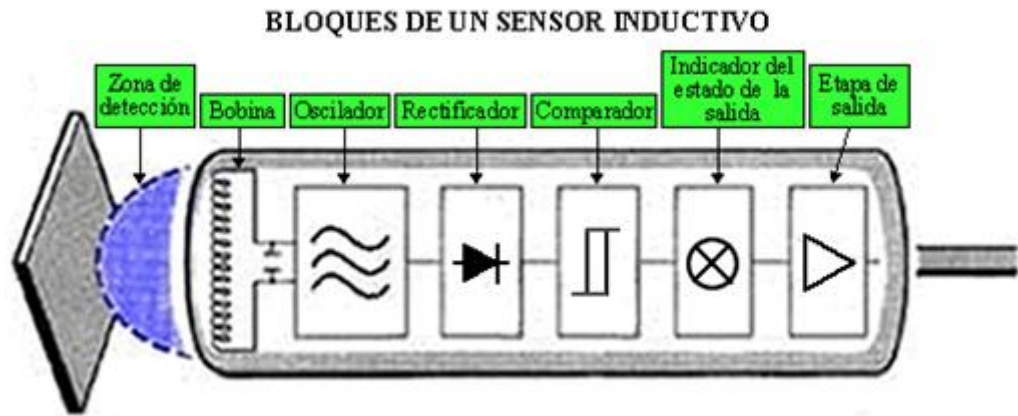 BLOQUES DE UN SENSOR INDUCTIVO
Zona de
detección
Bobina
Oscilador
Rectificador
Comparador
Indicador del
estado de la
salida
Etapa de
salida